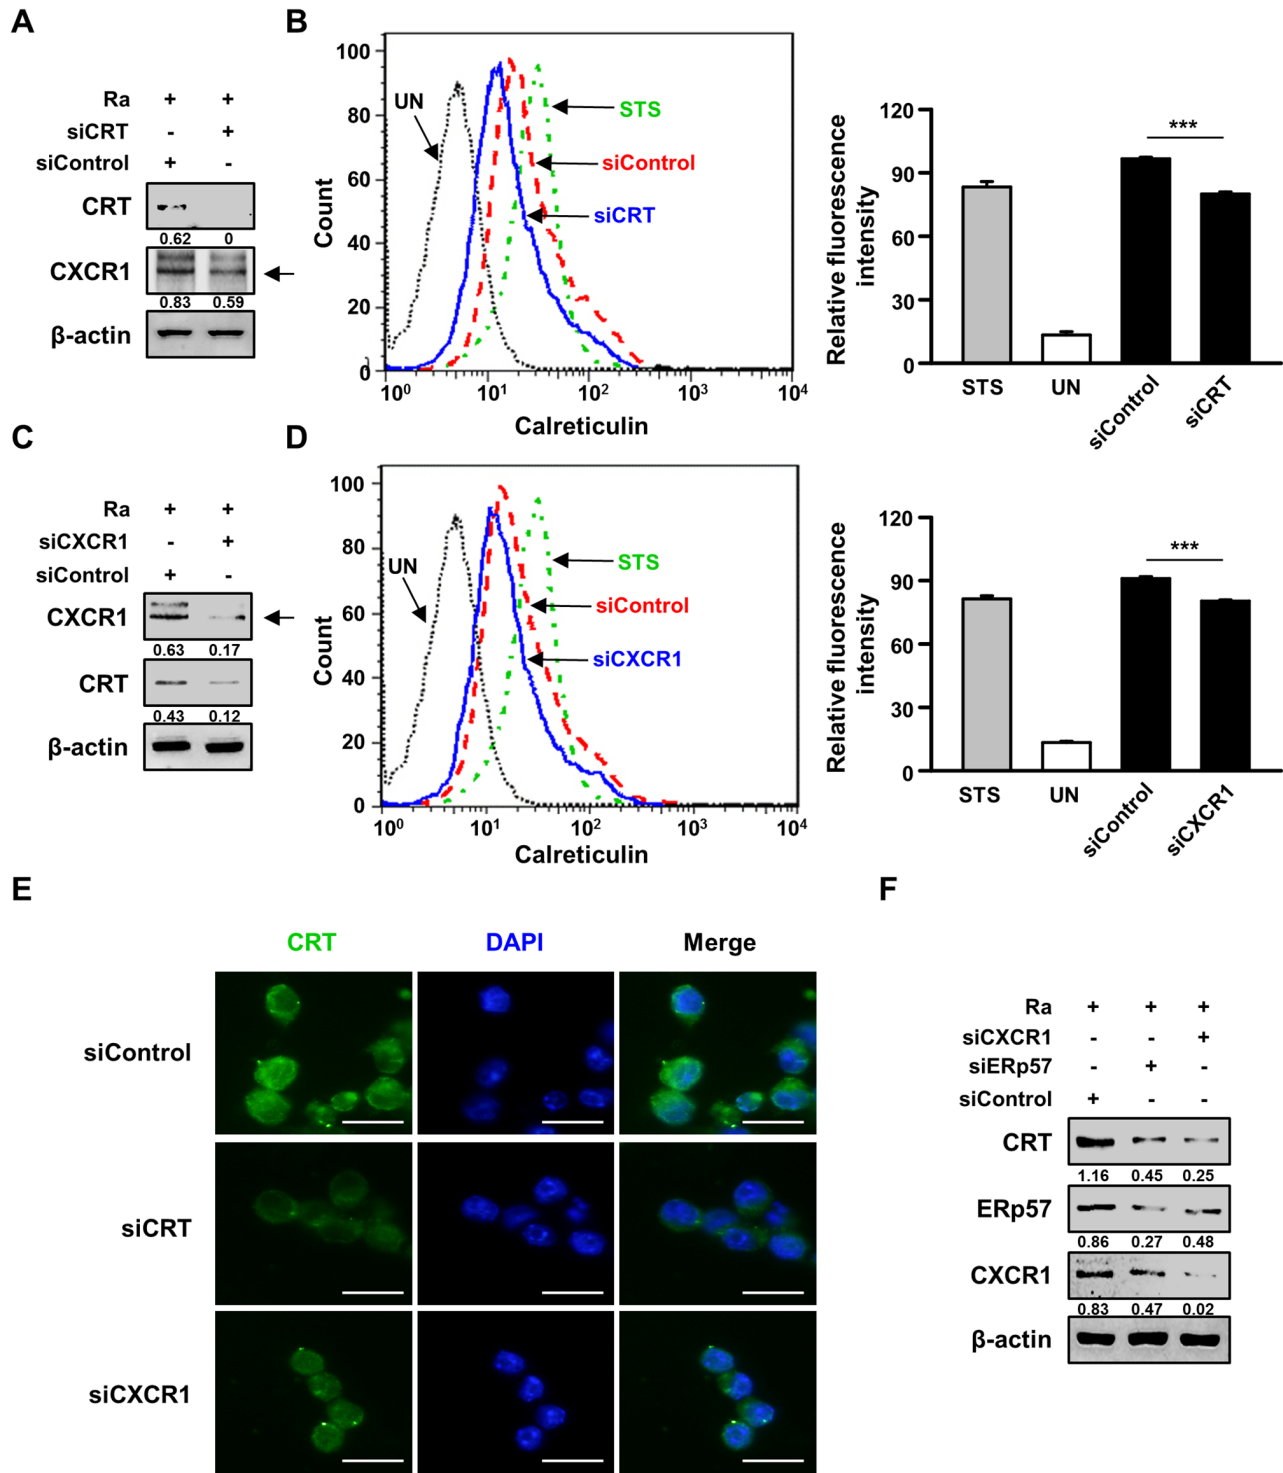 A
Ra + +
siCRT - +
siControl + -
CRT
0.62 0
CXCR1
0.83 0.59
β-actin
B
100
80
60
40
20
0
Count
UN
STS
siControl
siCRT
10^0 10^1 10^2 10^3 10^4
Calreticulin
Relative fluorescence
intensity
120
90
60
30
0
***
STS UN siControl siCRT
C
Ra + +
siCXCR1 - +
siControl + -
CXCR1
0.63 0.17
CRT
0.43 0.12
β-actin
D
100
80
60
40
20
0
Count
UN
STS
siControl
siCXCR1
10^0 10^1 10^2 10^3 10^4
Calreticulin
Relative fluorescence
intensity
120
90
60
30
0
***
STS UN siControl siCXCR1
E
CRT DAPI Merge
siControl
siCRT
siCXCR1
F
Ra + + +
siCXCR1 - - +
siERp57 - + -
siControl + - -
CRT
1.16 0.45 0.25
ERp57
0.86 0.27 0.48
CXCR1
0.83 0.47 0.02
β-actin